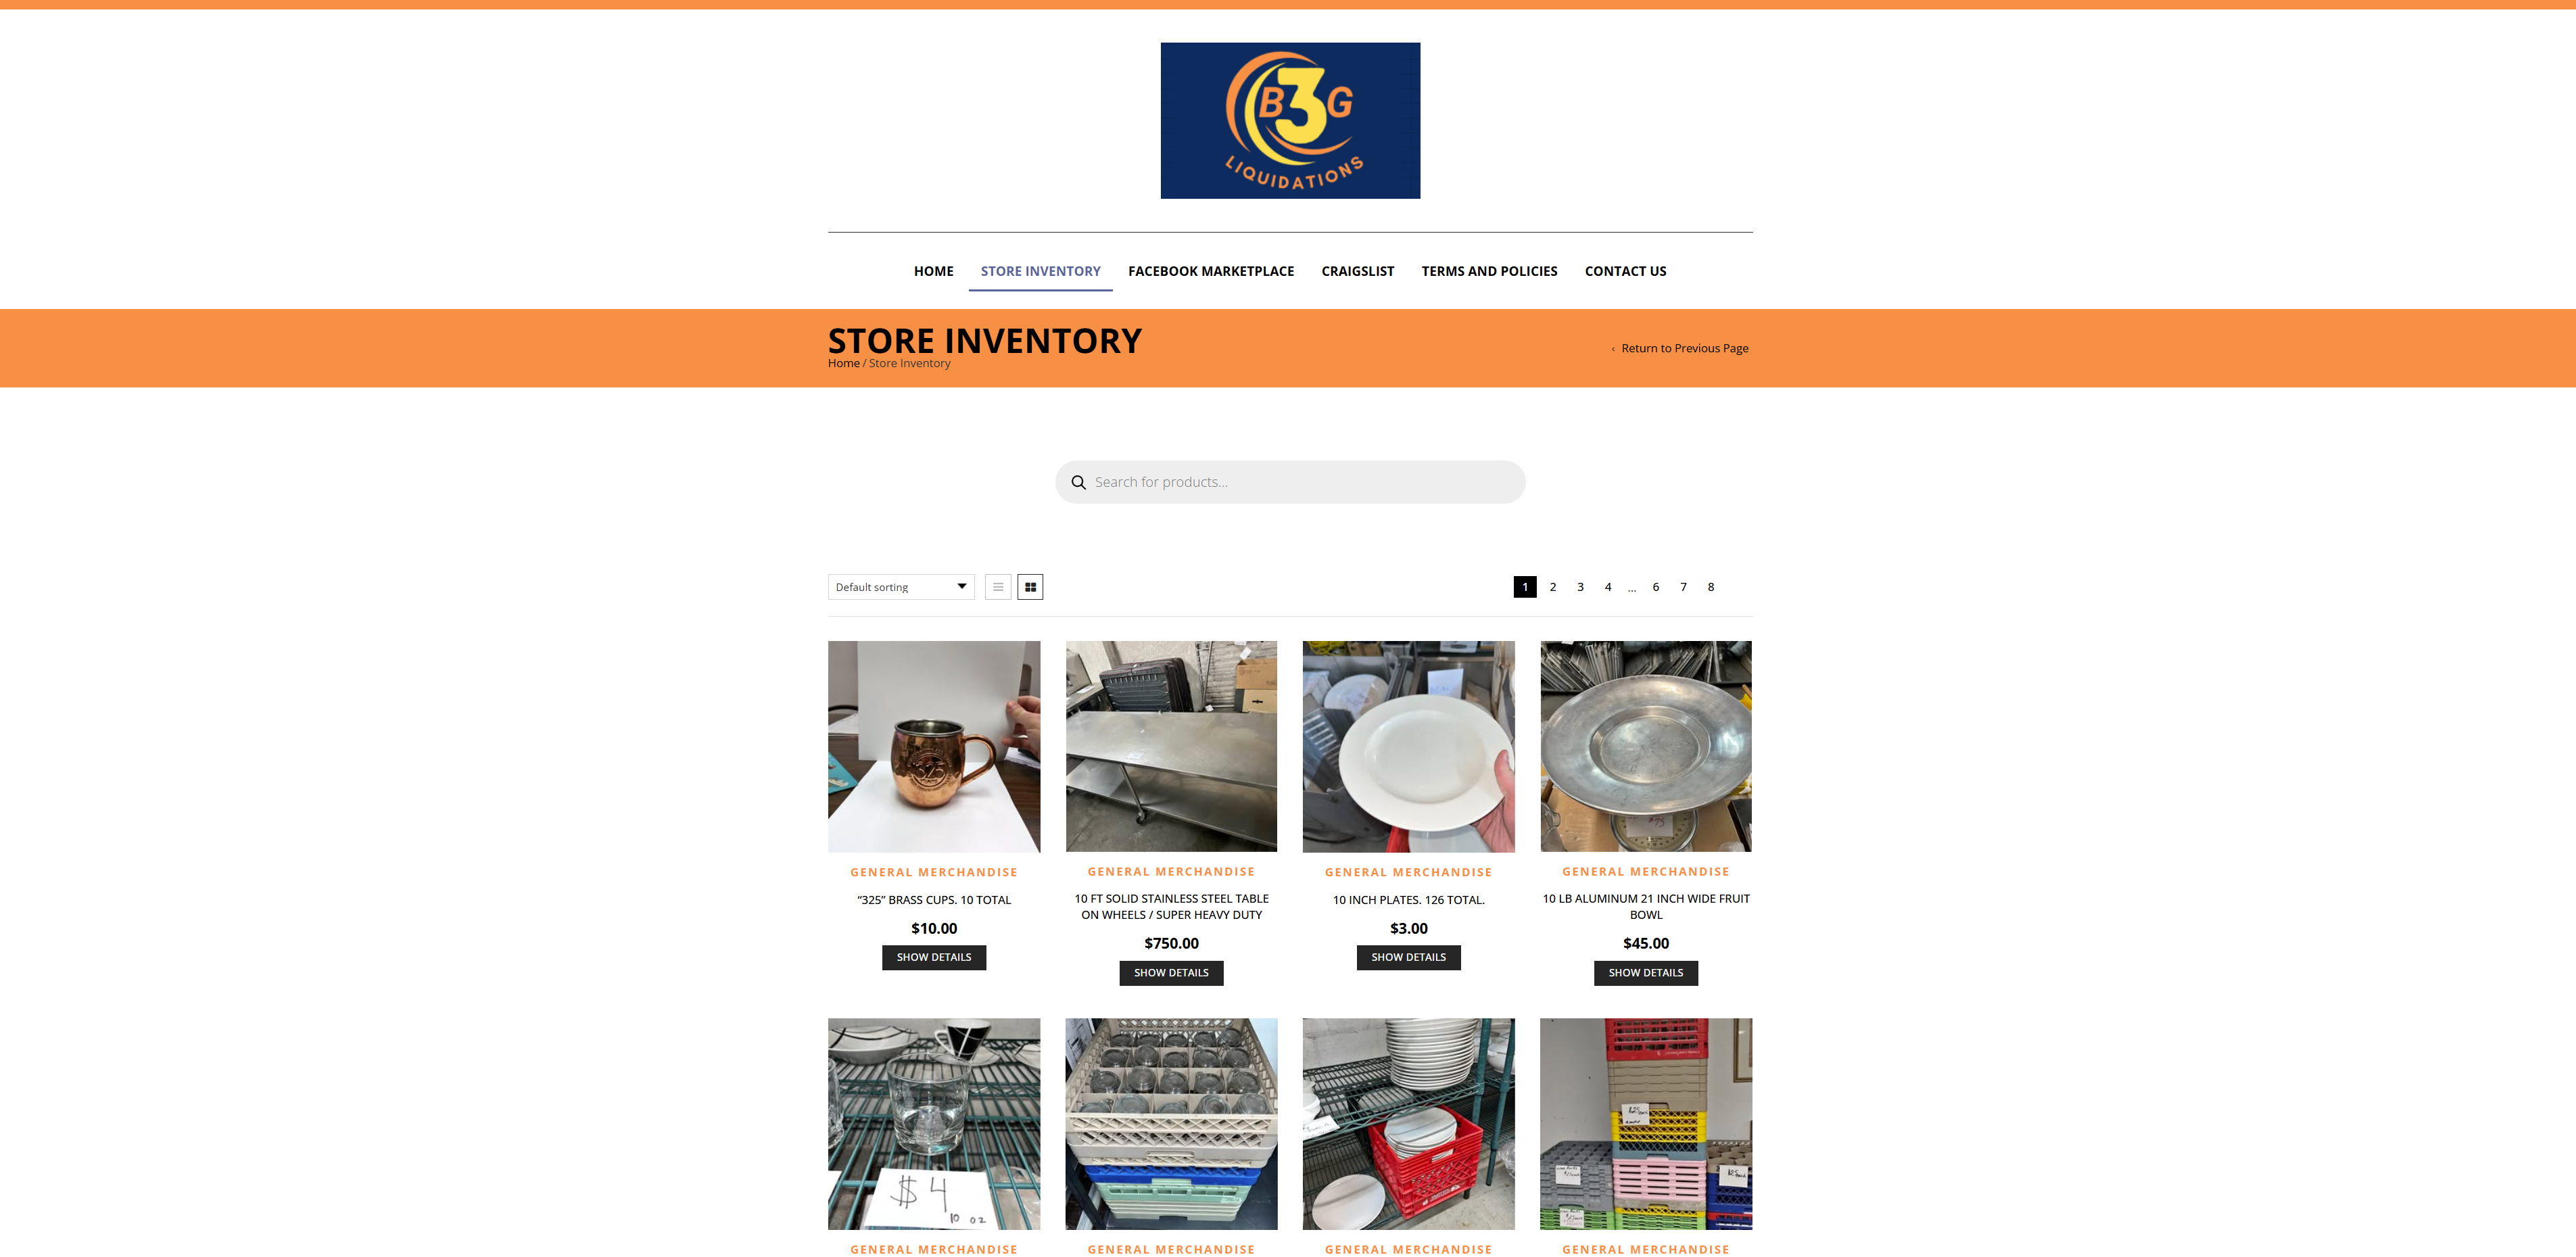 B3G
LIQUIDATIONS
HOME STORE INVENTORY FACEBOOK MARKETPLACE CRAIGSLIST TERMS AND POLICIES CONTACT US
STORE INVENTORY
Home / Store Inventory
‹ Return to Previous Page
Search for products...
Default sorting
1 2 3 4 ... 6 7 8
325
GENERAL MERCHANDISE
“325” BRASS CUPS. 10 TOTAL
$10.00
SHOW DETAILS
GENERAL MERCHANDISE
10 FT SOLID STAINLESS STEEL TABLE
ON WHEELS / SUPER HEAVY DUTY
$750.00
SHOW DETAILS
GENERAL MERCHANDISE
10 INCH PLATES. 126 TOTAL.
$3.00
SHOW DETAILS
GENERAL MERCHANDISE
10 LB ALUMINUM 21 INCH WIDE FRUIT
BOWL
$45.00
SHOW DETAILS
$4
10 oz
GENERAL MERCHANDISE
GENERAL MERCHANDISE
GENERAL MERCHANDISE
GENERAL MERCHANDISE